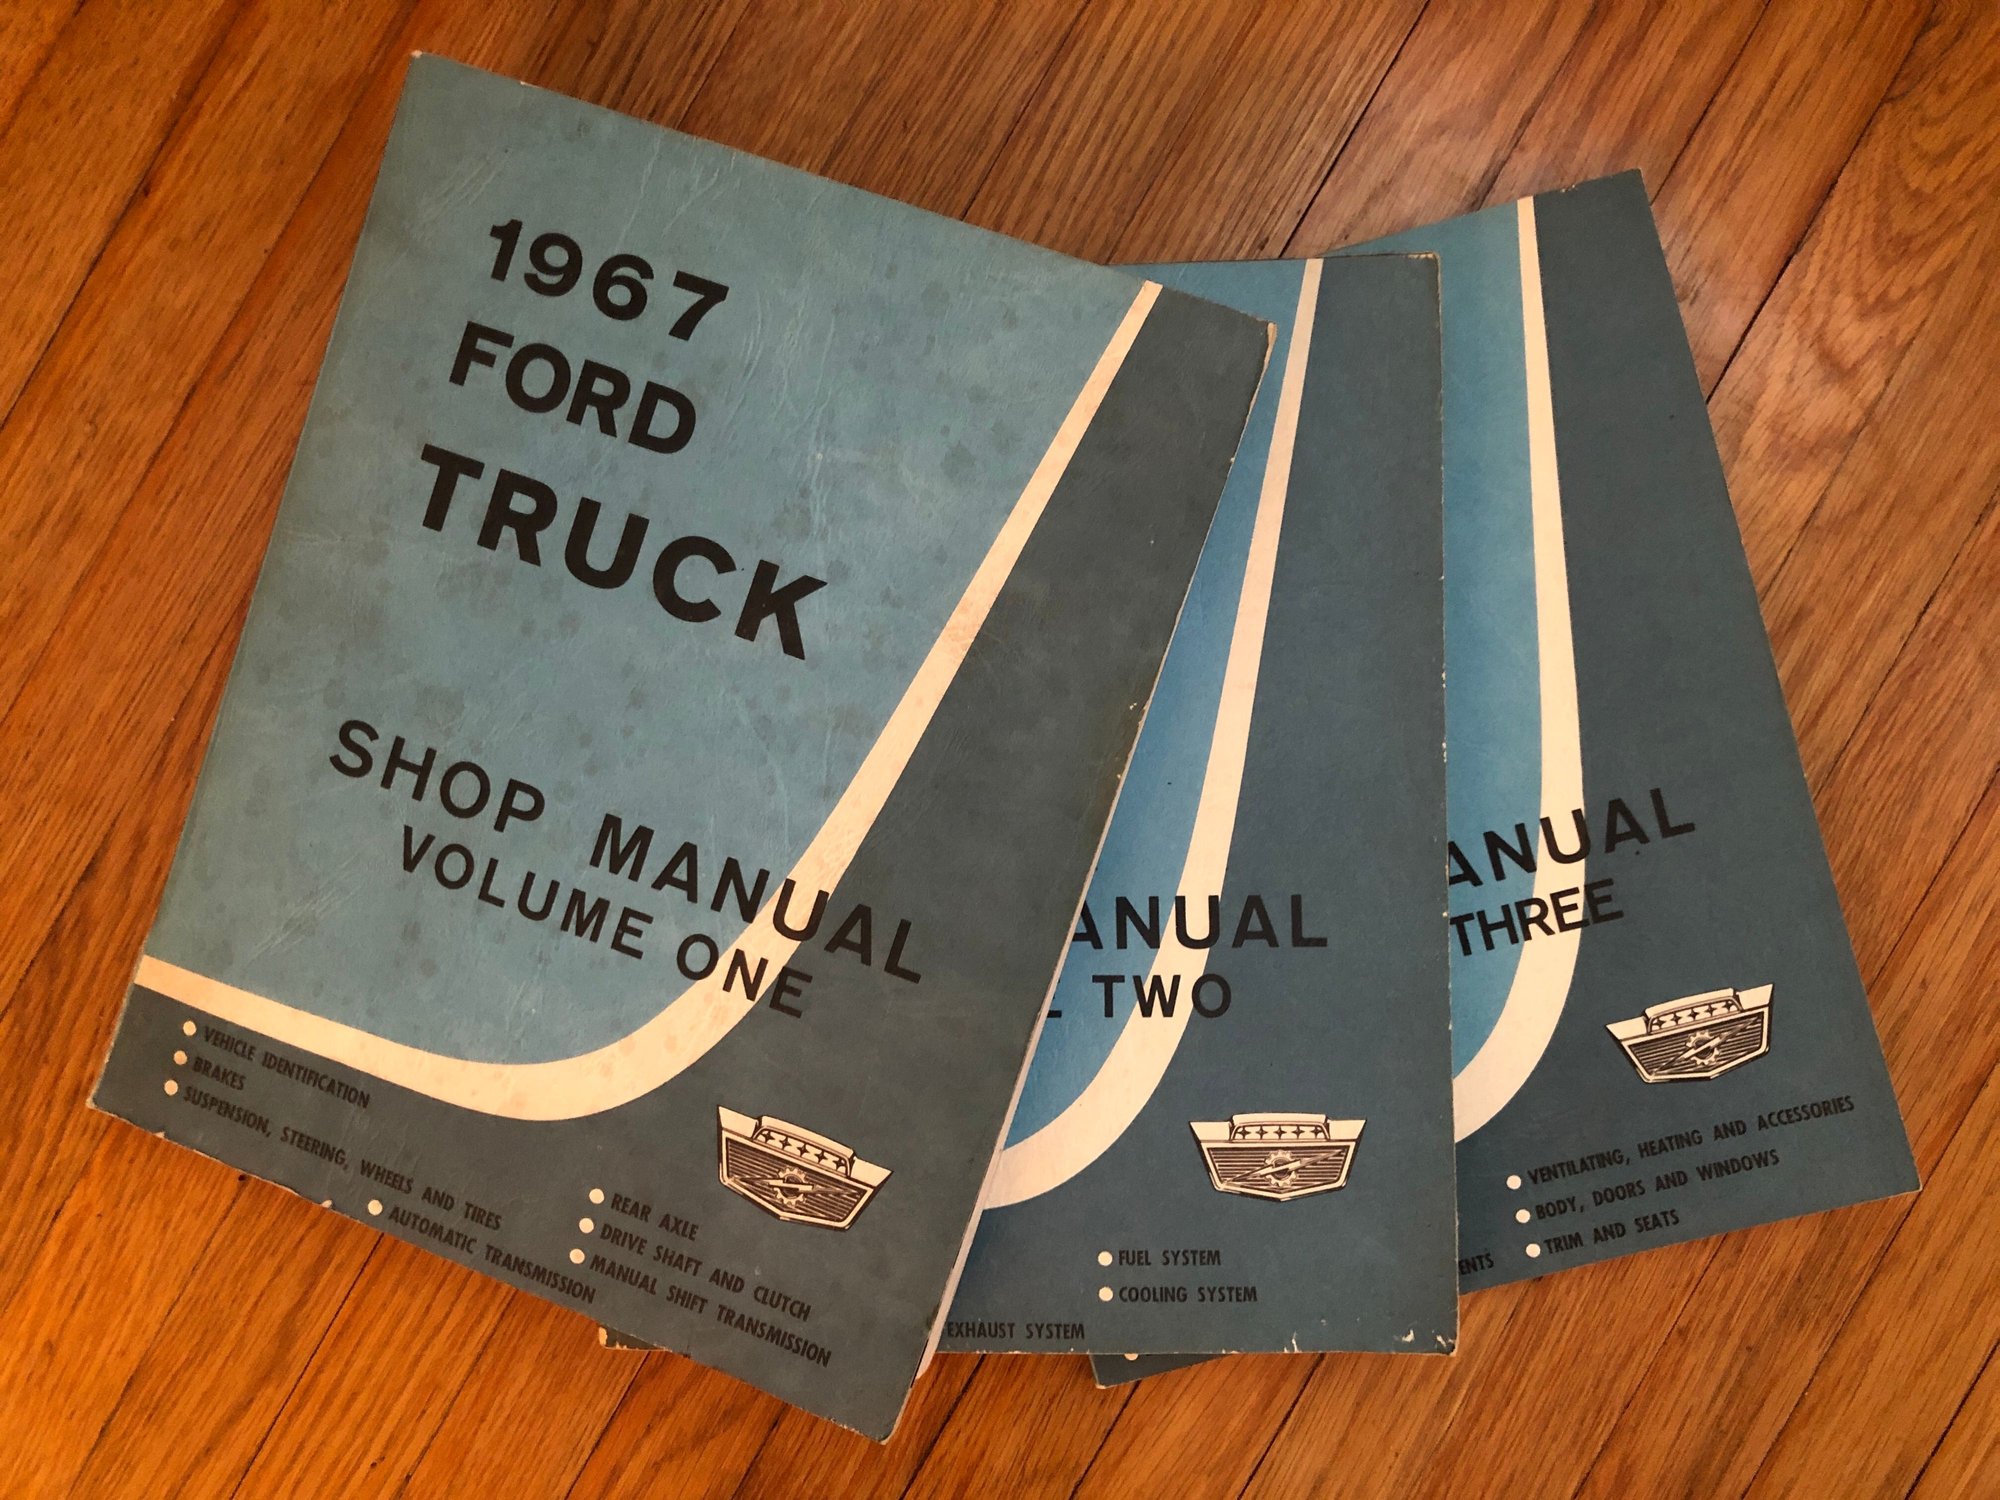 1967
FORD
TRUCK
SHOP MANUAL
VOLUME ONE
VEHICLE IDENTIFICATION
BRAKES
SUSPENSION, STEERING, WHEELS AND TIRES
AUTOMATIC TRANSMISSION
REAR AXLE
DRIVE SHAFT AND CLUTCH
MANUAL SHIFT TRANSMISSION
ANUAL
TWO
FUEL SYSTEM
COOLING SYSTEM
EXHAUST SYSTEM
ANUAL
THREE
VENTILATING, HEATING AND ACCESSORIES
BODY, DOORS AND WINDOWS
TRIM AND SEATS
ENTS